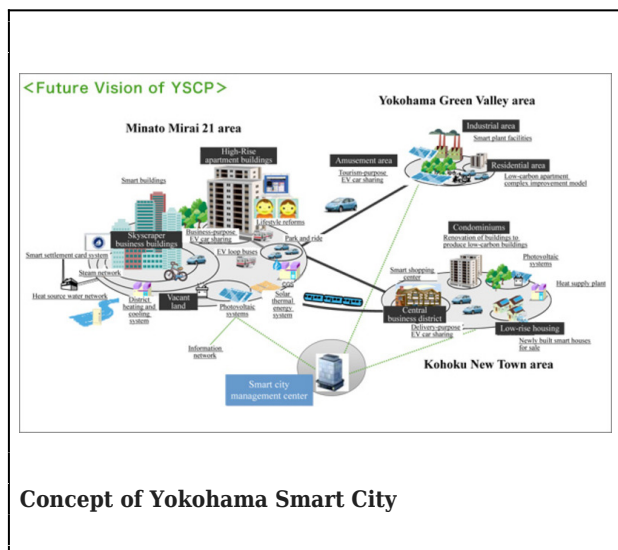 <Future Vision of YSCP>
Yokohama Green Valley area
Minato Mirai 21 area
Industrial area
Smart plant facilities
High-Rise
apartment buildings
Amusement area
Tourism-purpose
EV car sharing
Residential area
Low-carbon apartment
complex improvement model
Smart buildings
Lifestyle reforms
Business-purpose
EV car sharing
Park and ride
Skyscraper
business buildings
Smart settlement card system
EV loop buses
Steam network
Heat source water network
District
heating and
cooling
system
Vacant
land
Photovoltaic
systems
CGS
Solar
thermal
energy
system
Condominiums
Renovation of buildings to
produce low-carbon buildings
Photovoltaic
systems
Smart shopping
center
Heat supply plant
Central
business district
Delivery-purpose
EV car sharing
Low-rise housing
Newly built smart houses
for sale
Information
network
Kohoku New Town area
Smart city
management center
Concept of Yokohama Smart City